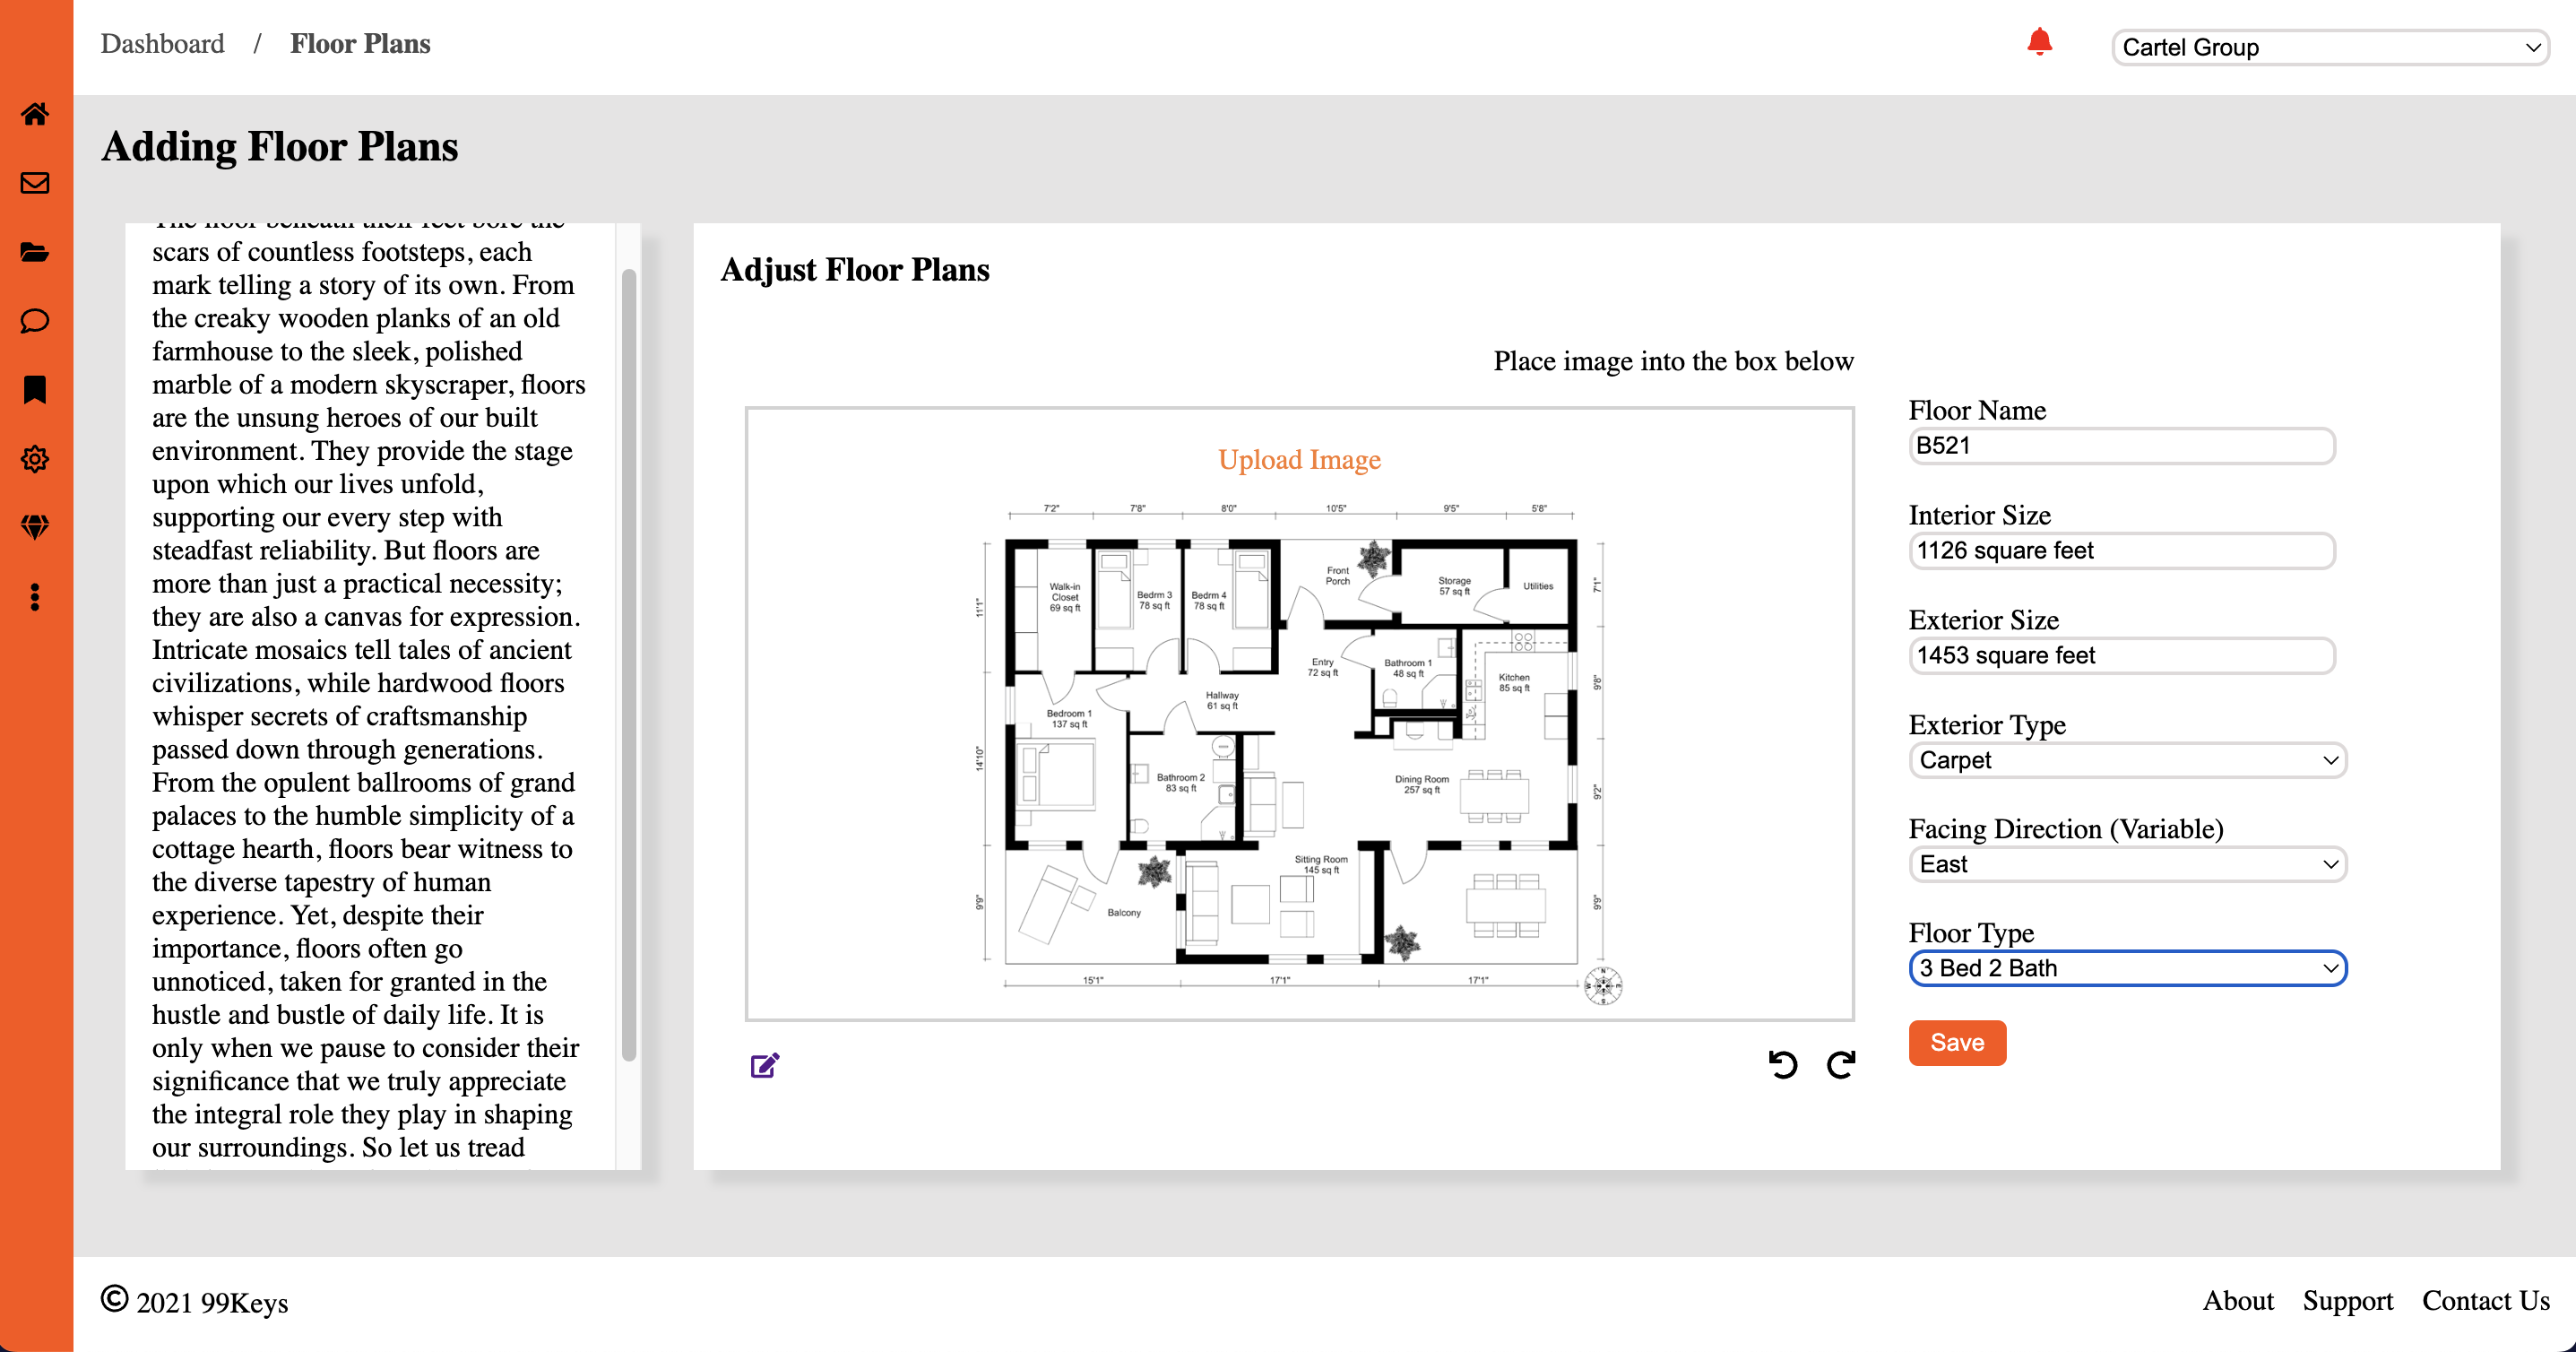 Dashboard / Floor Plans
Cartel Group
Adding Floor Plans
The floor beneath their feet bore the
scars of countless footsteps, each
mark telling a story of its own. From
the creaky wooden planks of an old
farmhouse to the sleek, polished
marble of a modern skyscraper, floors
are the unsung heroes of our built
environment. They provide the stage
upon which our lives unfold,
supporting our every step with
steadfast reliability. But floors are
more than just a practical necessity;
they are also a canvas for expression.
Intricate mosaics tell tales of ancient
civilizations, while hardwood floors
whisper secrets of craftsmanship
passed down through generations.
From the opulent ballrooms of grand
palaces to the humble simplicity of a
cottage hearth, floors bear witness to
the diverse tapestry of human
experience. Yet, despite their
importance, floors often go
unnoticed, taken for granted in the
hustle and bustle of daily life. It is
only when we pause to consider their
significance that we truly appreciate
the integral role they play in shaping
our surroundings. So let us tread
Adjust Floor Plans
Place image into the box below
Upload Image
7'2" 7'8" 8'0" 10'5" 9'5" 5'8"
11'1"
14'10"
9'9"
Walk-in
Closet
69 sq ft
Bedrm 3
78 sq ft
Bedrm 4
78 sq ft
Front
Porch
Storage
57 sq ft
Utilities
7'1"
9'8"
9'2"
9'9"
Entry
72 sq ft
Bathroom 1
48 sq ft
Kitchen
85 sq ft
Hallway
61 sq ft
Bedroom 1
137 sq ft
Bathroom 2
83 sq ft
Dining Room
257 sq ft
Sitting Room
145 sq ft
Balcony
15'1" 17'1" 17'1"
N
E
S
W
Floor Name
B521
Interior Size
1126 square feet
Exterior Size
1453 square feet
Exterior Type
Carpet
Facing Direction (Variable)
East
Floor Type
3 Bed 2 Bath
Save
© 2021 99Keys
About Support Contact Us